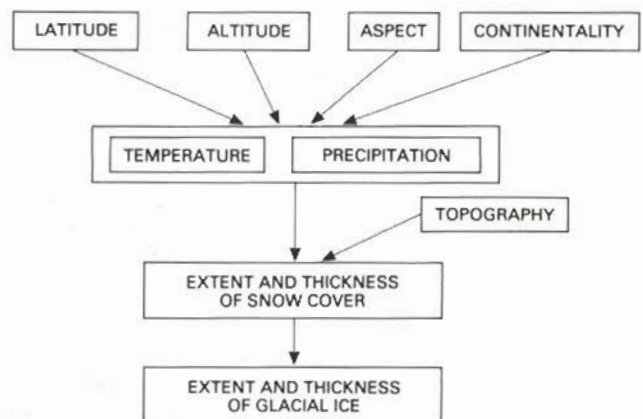 LATITUDE
ALTITUDE
ASPECT
CONTINENTALITY
TEMPERATURE
PRECIPITATION
TOPOGRAPHY
EXTENT AND THICKNESS
OF SNOW COVER
EXTENT AND THICKNESS
OF GLACIAL ICE